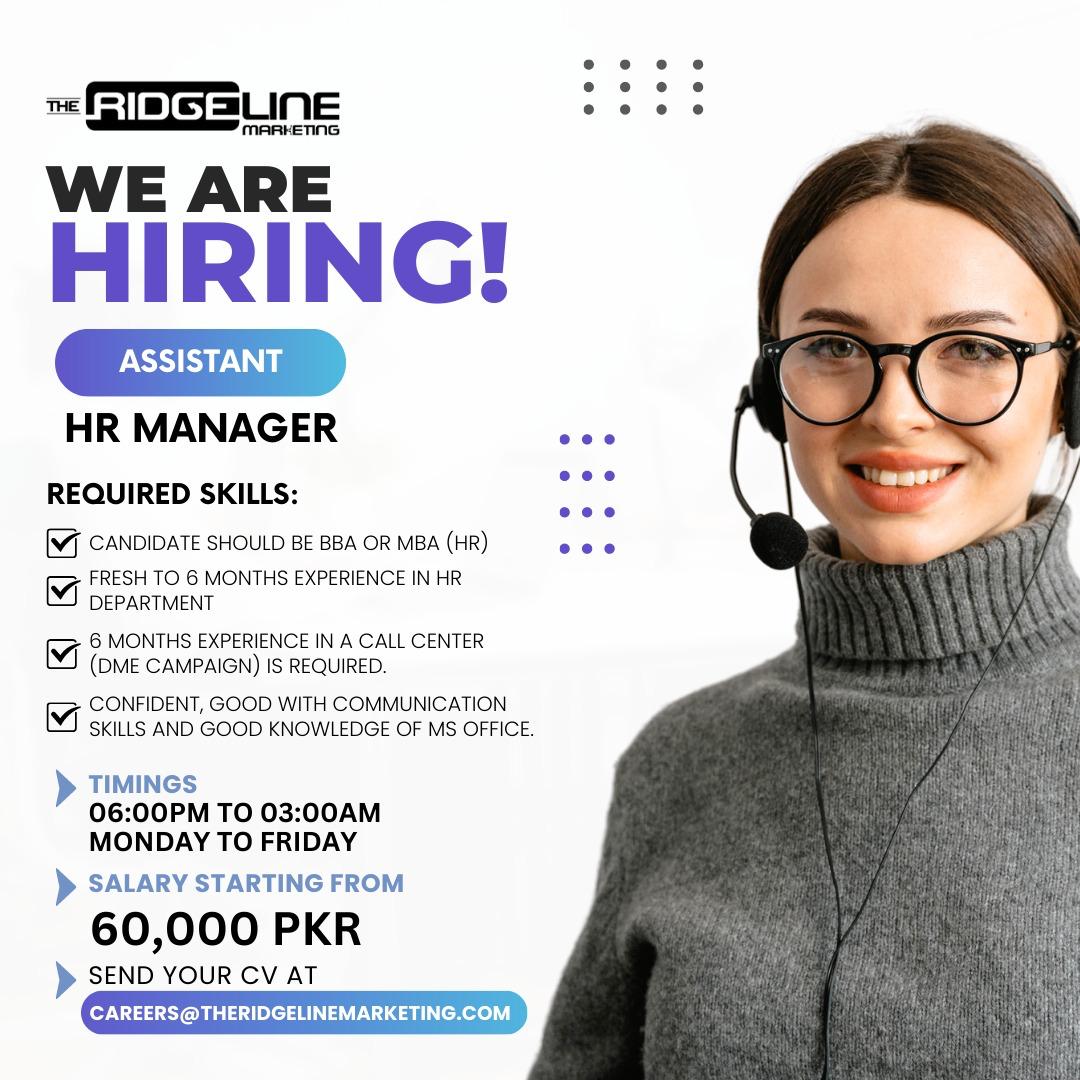 THE RIDGELINE
MARKETING
WE ARE
HIRING!
ASSISTANT
HR MANAGER
REQUIRED SKILLS:
CANDIDATE SHOULD BE BBA OR MBA (HR)
FRESH TO 6 MONTHS EXPERIENCE IN HR
DEPARTMENT
6 MONTHS EXPERIENCE IN A CALL CENTER
(DME CAMPAIGN) IS REQUIRED.
CONFIDENT, GOOD WITH COMMUNICATION
SKILLS AND GOOD KNOWLEDGE OF MS OFFICE.
TIMINGS
06:00PM TO 03:00AM
MONDAY TO FRIDAY
SALARY STARTING FROM
60,000 PKR
SEND YOUR CV AT
CAREERS@THERIDGELINEMARKETING.COM